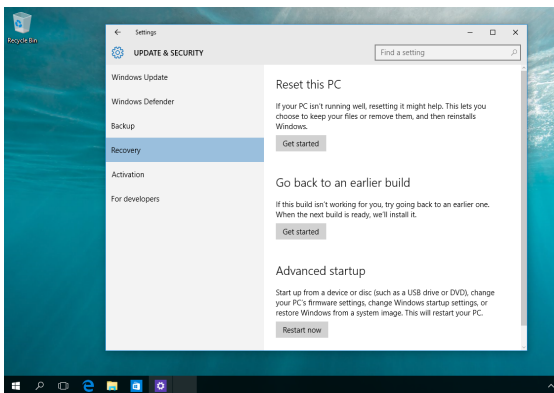 Recycle Bin
Settings
UPDATE & SECURITY
Find a setting
Windows Update
Windows Defender
Backup
Recovery
Activation
For developers
Reset this PC
If your PC isn't running well, resetting it might help. This lets you
choose to keep your files or remove them, and then reinstalls
Windows.
Get started
Go back to an earlier build
If this build isn't working for you, try going back to an earlier one.
When the next build is ready, we'll install it.
Get started
Advanced startup
Start up from a device or disc (such as a USB drive or DVD), change
your PC's firmware settings, change Windows startup settings, or
restore Windows from a system image. This will restart your PC.
Restart now